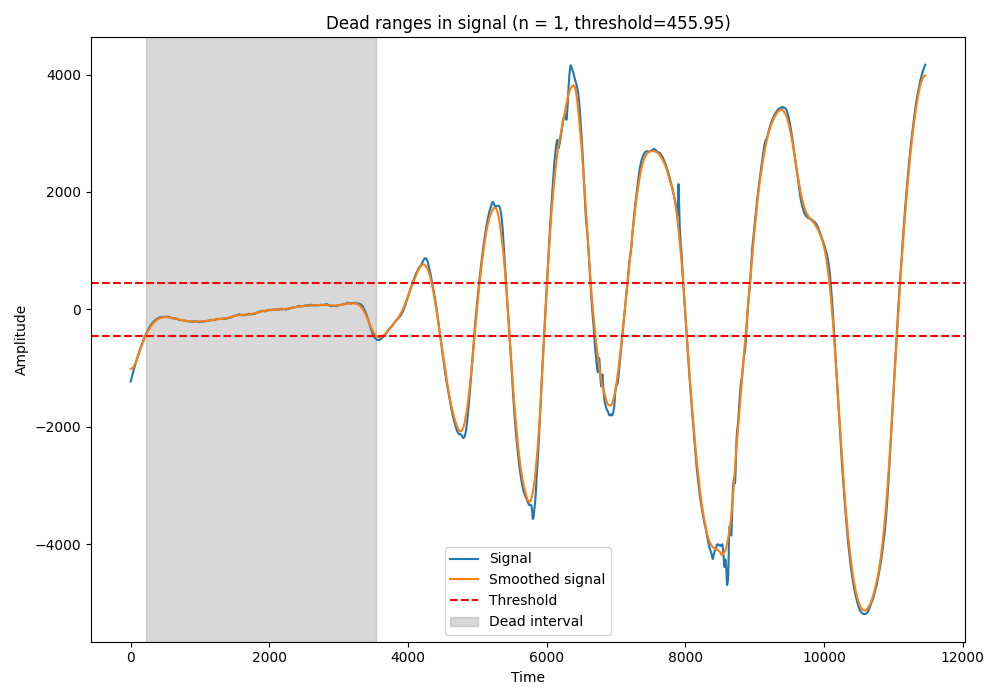 Dead ranges in signal (n = 1, threshold=455.95)
Amplitude
4000
2000
0
−2000
−4000
0
2000
4000
6000
8000
10000
12000
Time
Signal
Smoothed signal
Threshold
Dead interval